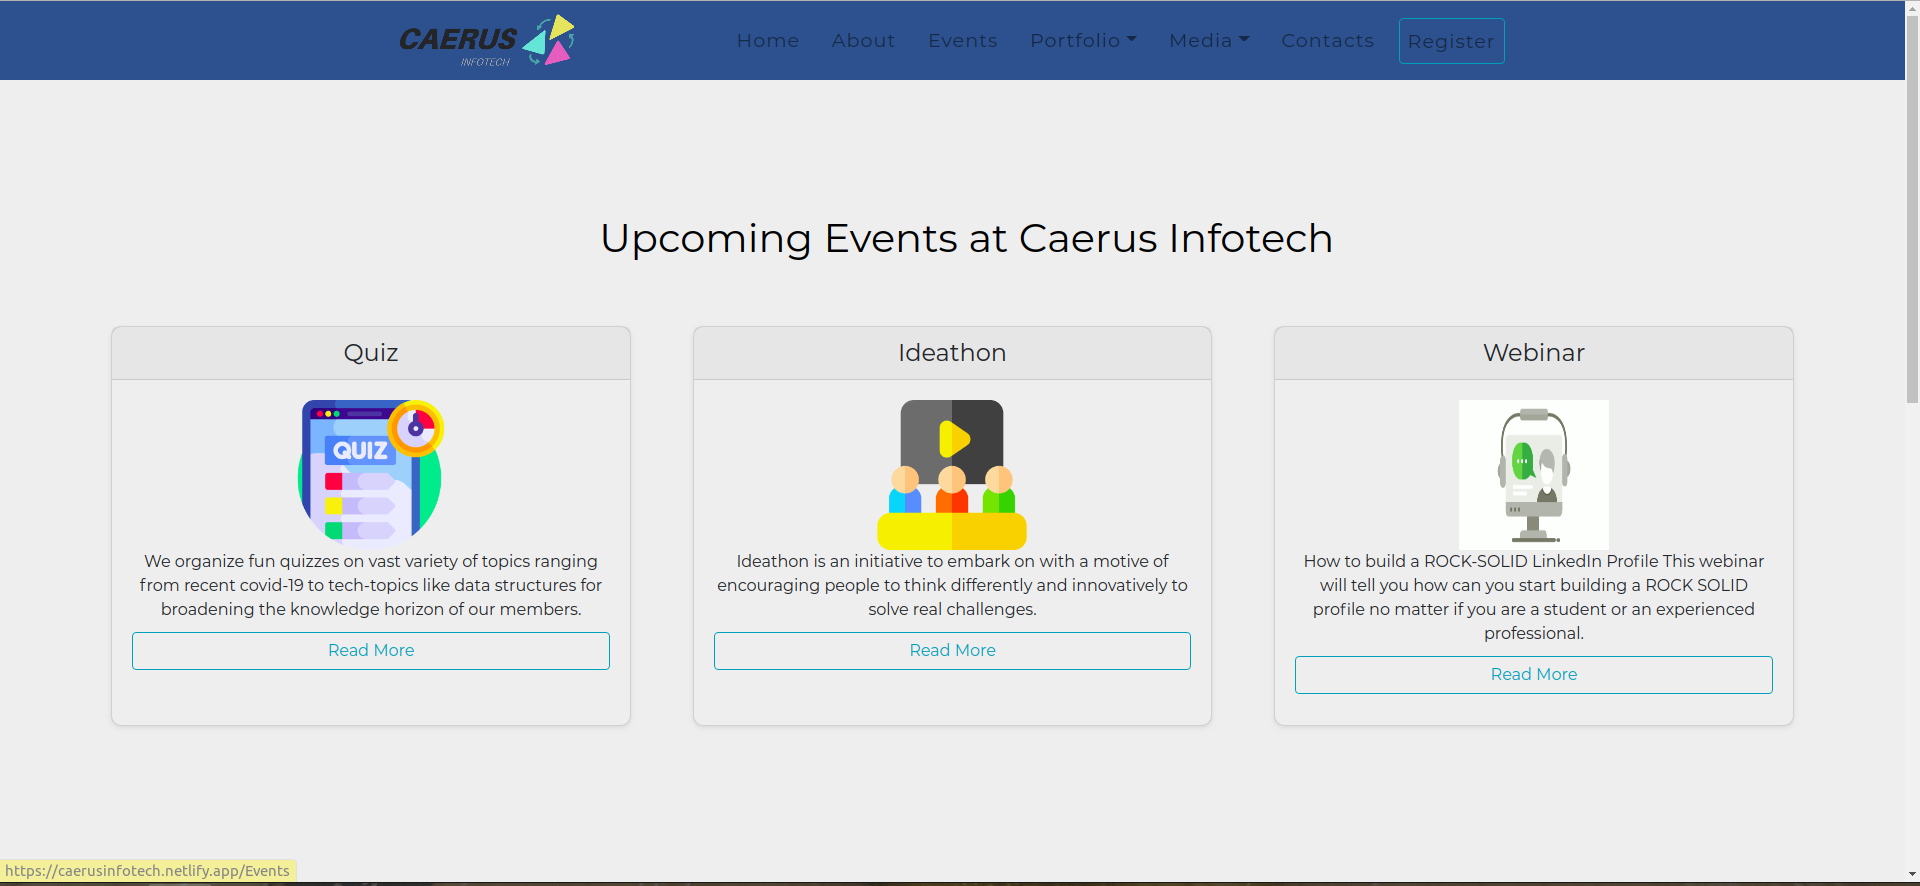 CAERUS
INFOTECH
Home About Events Portfolio Media Contacts Register
Upcoming Events at Caerus Infotech
Quiz
QUIZ
We organize fun quizzes on vast variety of topics ranging
from recent covid-19 to tech-topics like data structures for
broadening the knowledge horizon of our members.
Read More
Ideathon
Ideathon is an initiative to embark on with a motive of
encouraging people to think differently and innovatively to
solve real challenges.
Read More
Webinar
How to build a ROCK-SOLID LinkedIn Profile This webinar
will tell you how can you start building a ROCK SOLID
profile no matter if you are a student or an experienced
professional.
Read More
https://caerusinfotech.netlify.app/Events